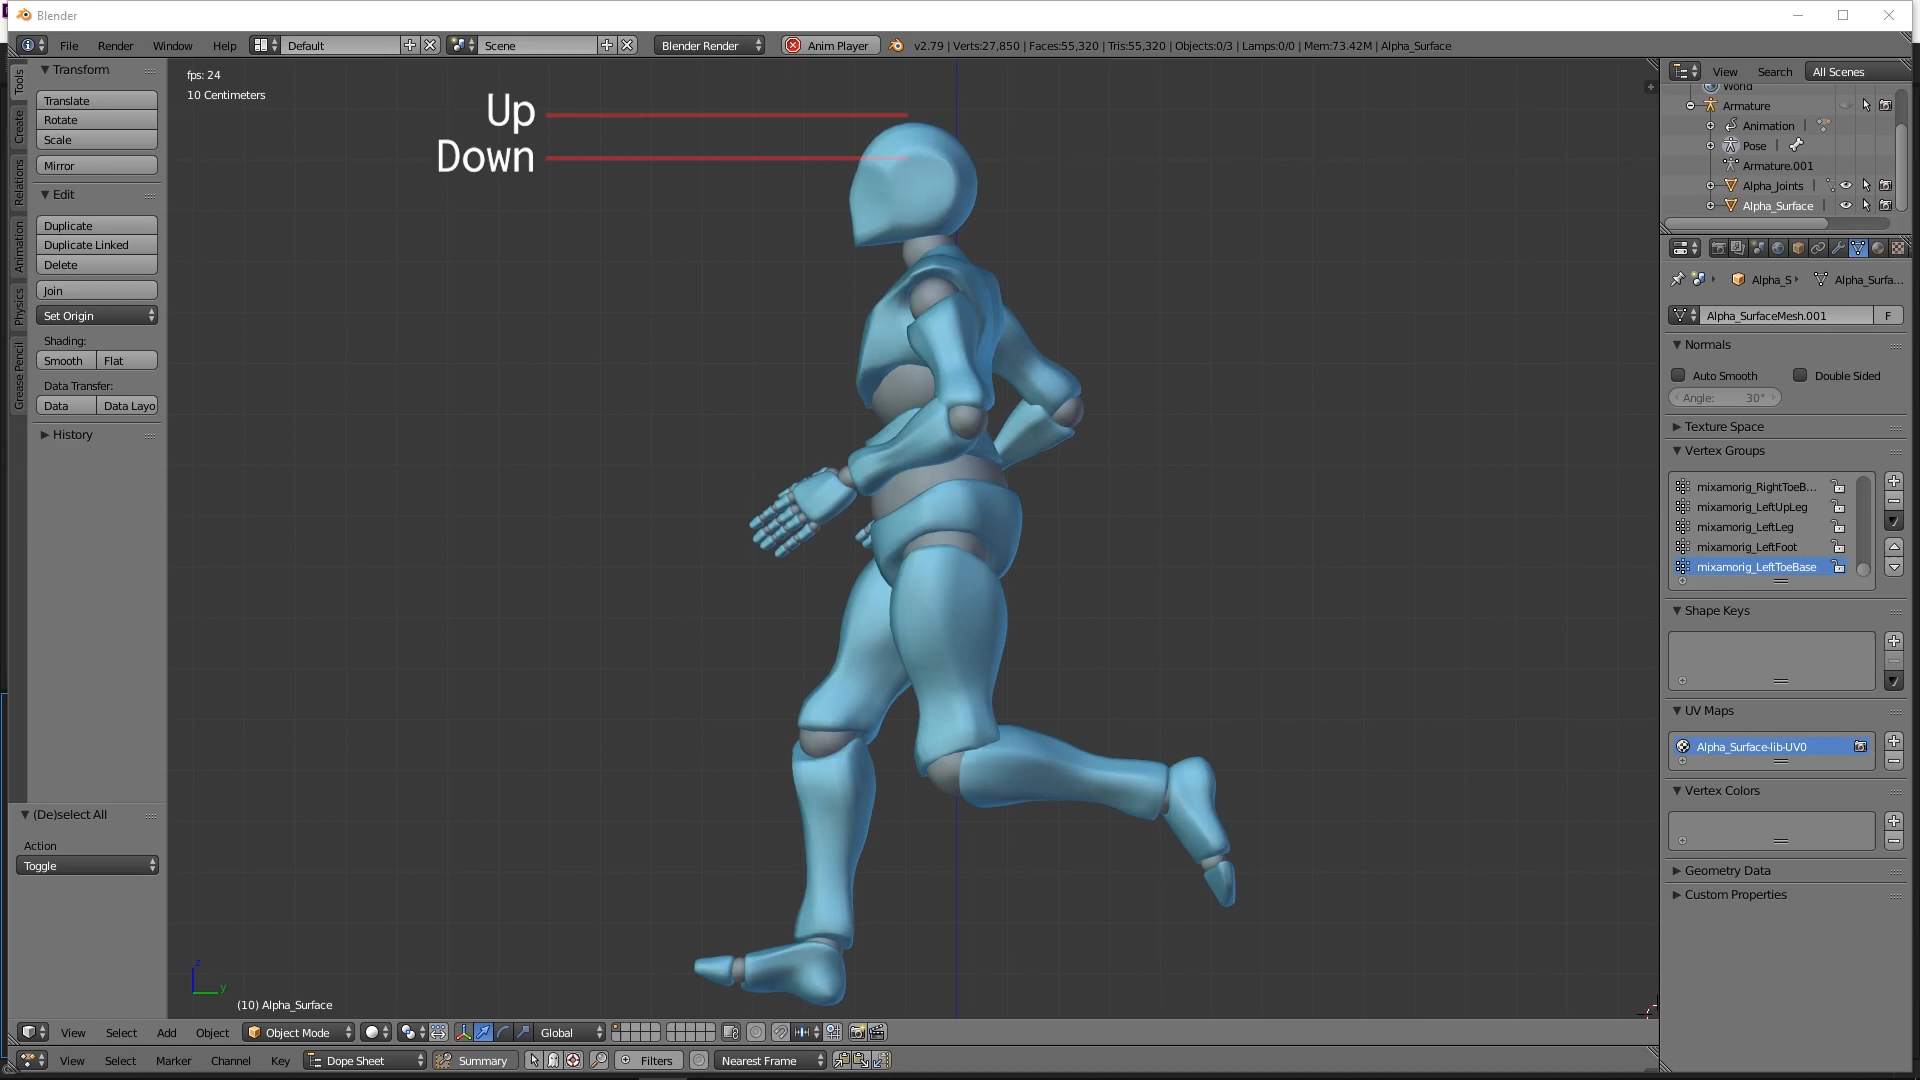 Blender
File Render Window Help Default Scene Blender Render Anim Player v2.79 | Verts:27,850 | Faces:55,320 | Tris:55,320 | Objects:0/3 | Lamps:0/0 | Mem:73.42M | Alpha_Surface
Tools
Create
Relations
Animation
Physics
Grease Pencil
Transform
Translate
Rotate
Scale
Mirror
Edit
Duplicate
Duplicate Linked
Delete
Join
Set Origin
Shading:
Smooth Flat
Data Transfer:
Data Data Layo
History
(De)select All
Action
Toggle
fps: 24
10 Centimeters
Up
Down
z
y
(10) Alpha_Surface
View Select Add Object Object Mode Global
View Select Marker Channel Key Dope Sheet Summary Filters Nearest Frame
View Search All Scenes
World
Armature
Animation
Pose
Armature.001
Alpha_Joints
Alpha_Surface
Alpha_S Alpha_Surfa...
Alpha_SurfaceMesh.001 F
Normals
Auto Smooth Double Sided
Angle: 30°
Texture Space
Vertex Groups
mixamorig_RightToeB...
mixamorig_LeftUpLeg
mixamorig_LeftLeg
mixamorig_LeftFoot
mixamorig_LeftToeBase
Shape Keys
UV Maps
Alpha_Surface-lib-UV0
Vertex Colors
Geometry Data
Custom Properties